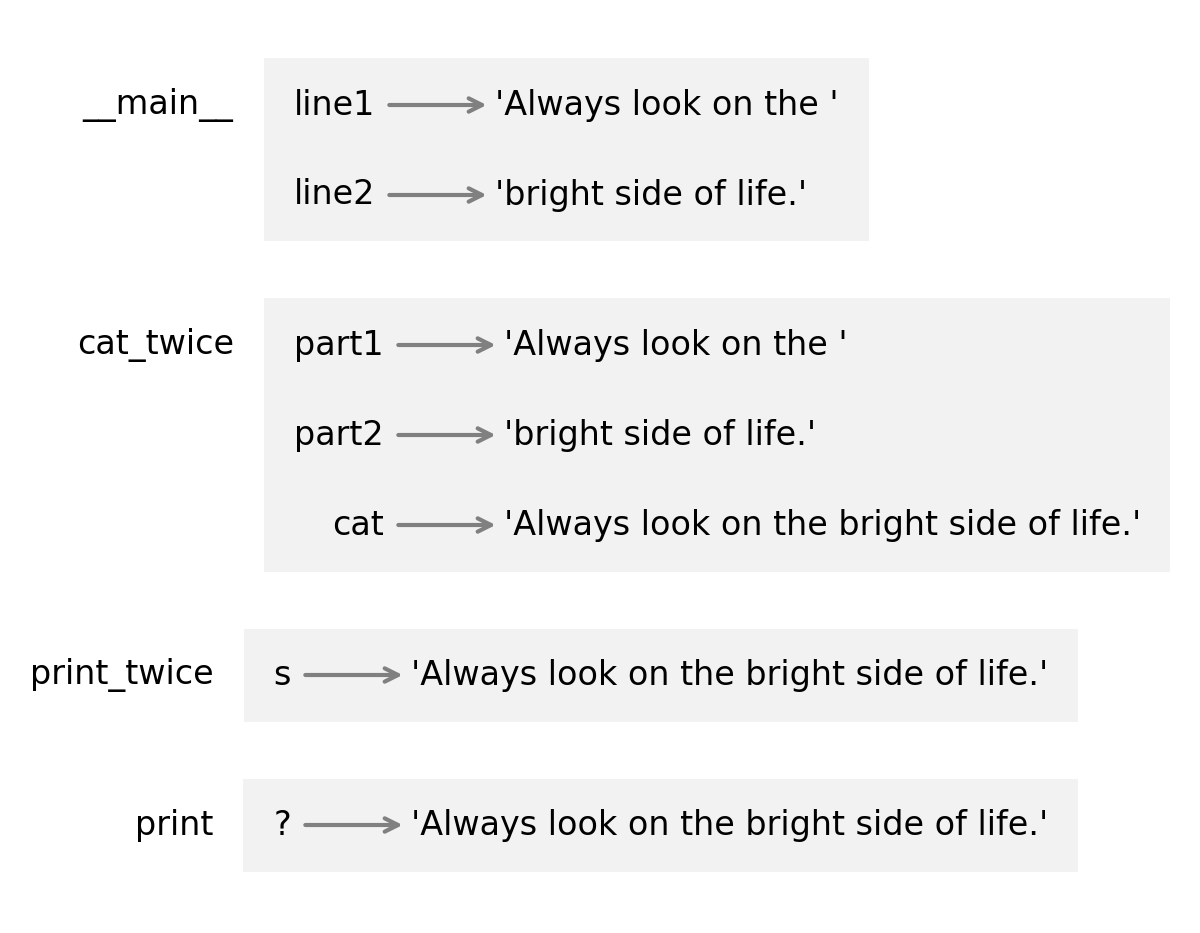 __main__ line1 'Always look on the '
line2 'bright side of life.'
cat_twice part1 'Always look on the '
part2 'bright side of life.'
cat 'Always look on the bright side of life.'
print_twice s 'Always look on the bright side of life.'
print ? 'Always look on the bright side of life.'